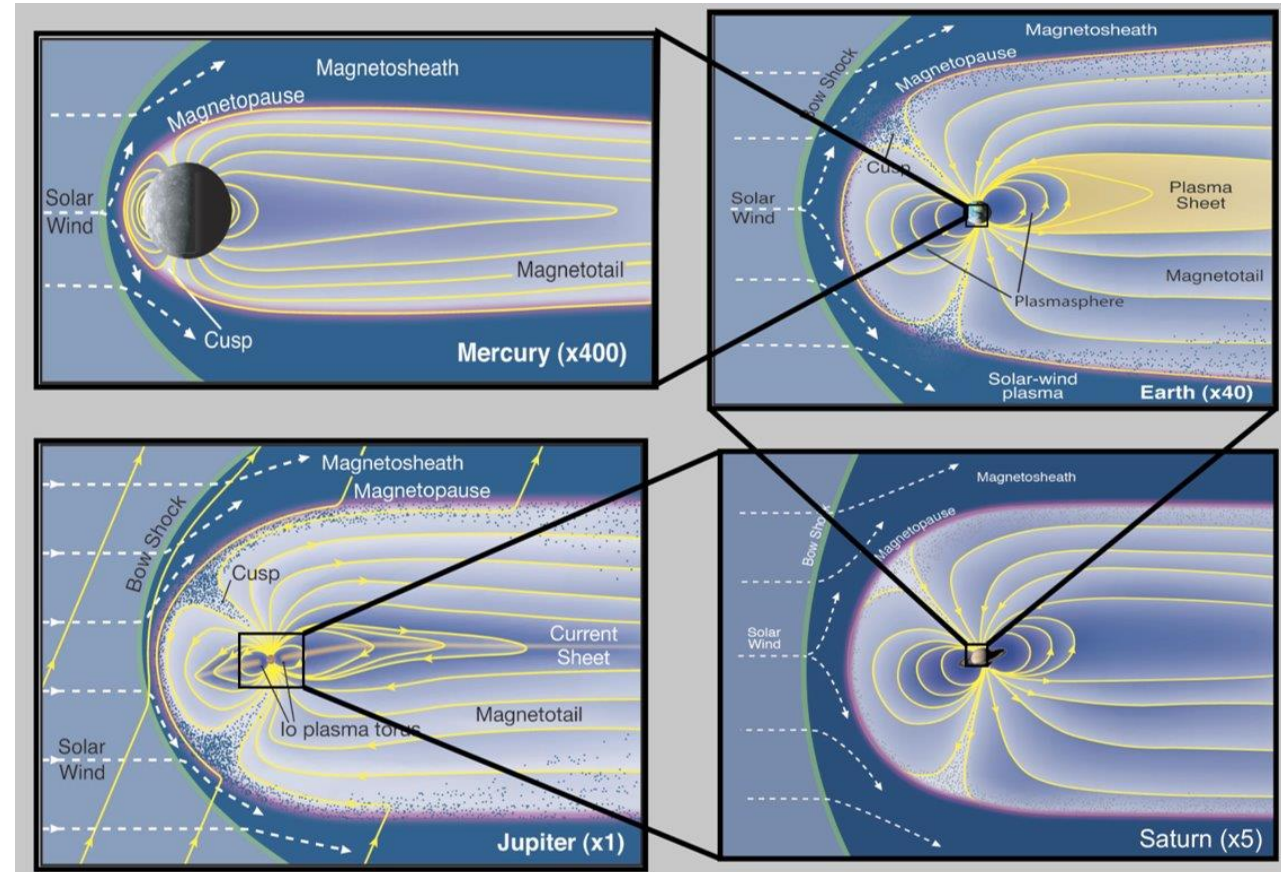 Magnetosheath
Magnetopause
Solar
Wind
Magnetotail
Cusp
Mercury (x400)
Magnetosheath
Bow Shock
Magnetopause
Cusp
Solar
Wind
Plasma
Sheet
Magnetotail
Plasmasphere
Solar-wind
plasma
Earth (x40)
Magnetosheath
Magnetopause
Bow Shock
Cusp
Current
Sheet
Io plasma torus
Magnetotail
Solar
Wind
Jupiter (x1)
Magnetosheath
Bow Shock
Magnetopause
Solar
Wind
Saturn (x5)